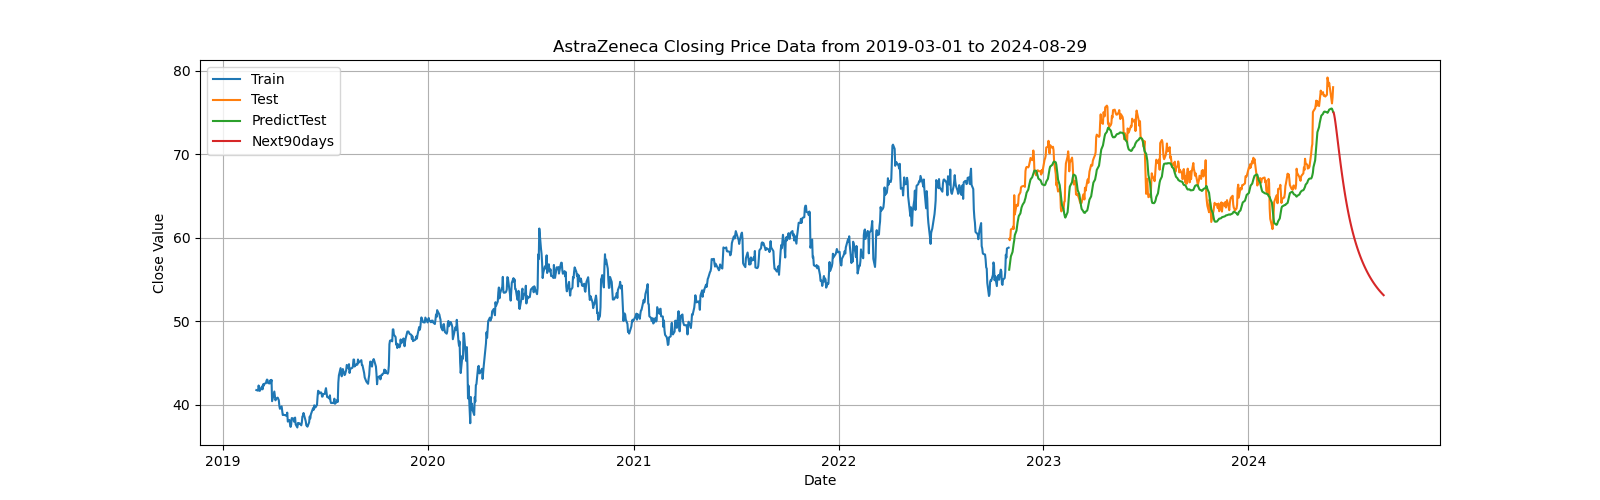 AstraZeneca Closing Price Data from 2019-03-01 to 2024-08-29
Train
Test
PredictTest
Next90days
80
70
60
50
40
Close Value
2019 2020 2021 2022 2023 2024
Date